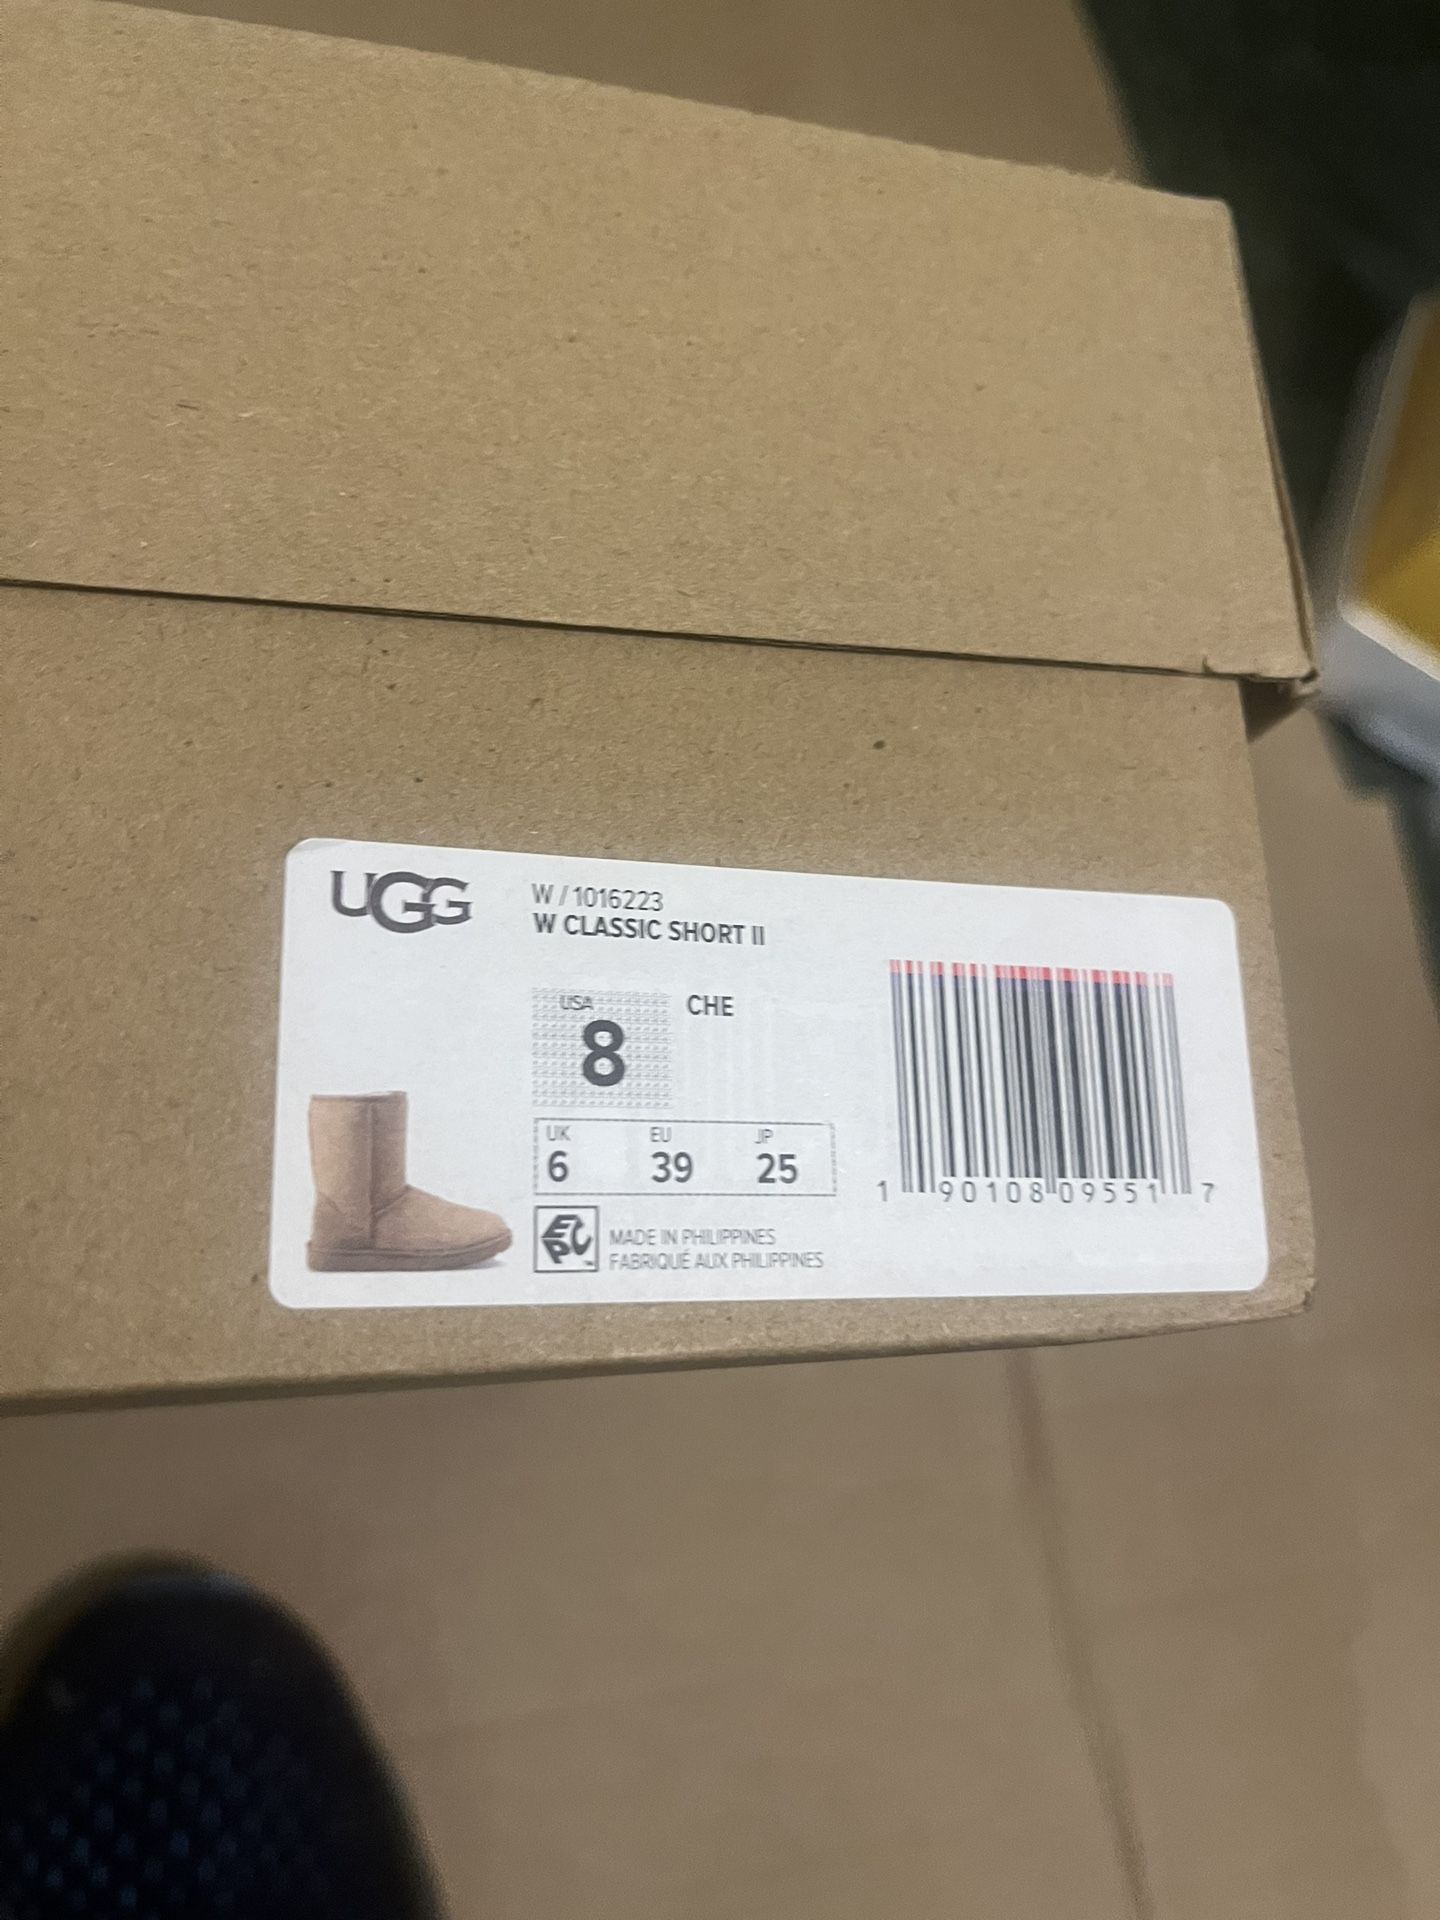 UGG
W / 1016223
W CLASSIC SHORT II
USA
8
CHE
UK EU JP
6 39 25
1 90108 09551 7
EPC
MADE IN PHILIPPINES
FABRIQUÉ AUX PHILIPPINES